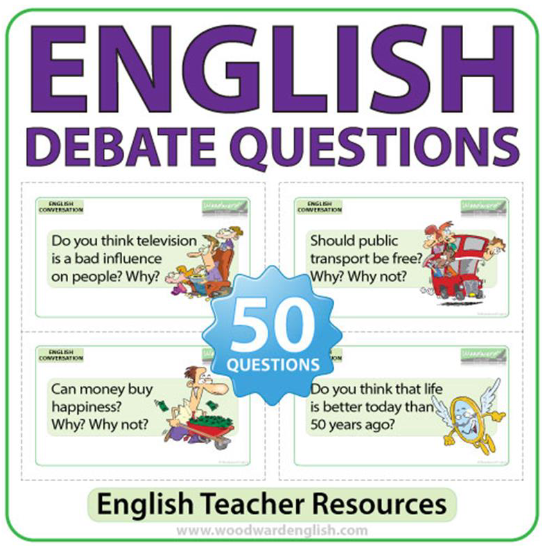 ENGLISH
DEBATE QUESTIONS
ENGLISH
CONVERSATION
Do you think television
is a bad influence
on people? Why?
ENGLISH
CONVERSATION
Should public
transport be free?
Why? Why not?
50
QUESTIONS
ENGLISH
CONVERSATION
Can money buy
happiness?
Why? Why not?
Do you think that life
is better today than
50 years ago?
English Teacher Resources
www.woodwardenglish.com